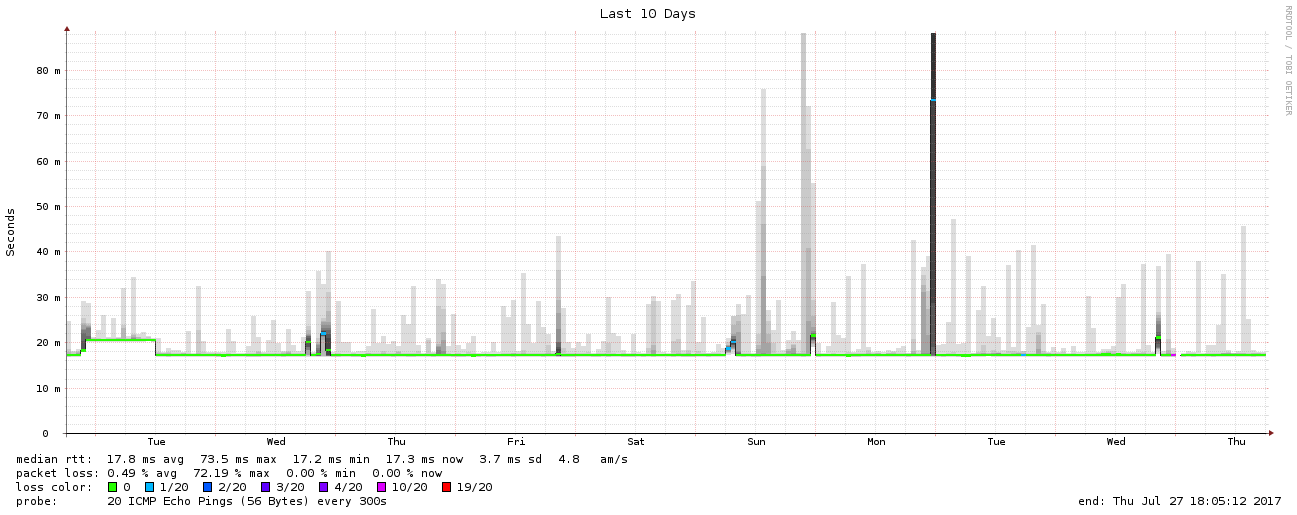 Last 10 Days
RRDTOOL / TOBI OETIKER
Seconds
80 m
70 m
60 m
50 m
40 m
30 m
20 m
10 m
0
Tue Wed Thu Fri Sat Sun Mon Tue Wed Thu
median rtt: 17.8 ms avg 73.5 ms max 17.2 ms min 17.3 ms now 3.7 ms sd 4.8 am/s
packet loss: 0.49 % avg 72.19 % max 0.00 % min 0.00 % now
loss color: 0 1/20 2/20 3/20 4/20 10/20 19/20
probe: 20 ICMP Echo Pings (56 Bytes) every 300s end: Thu Jul 27 18:05:12 2017